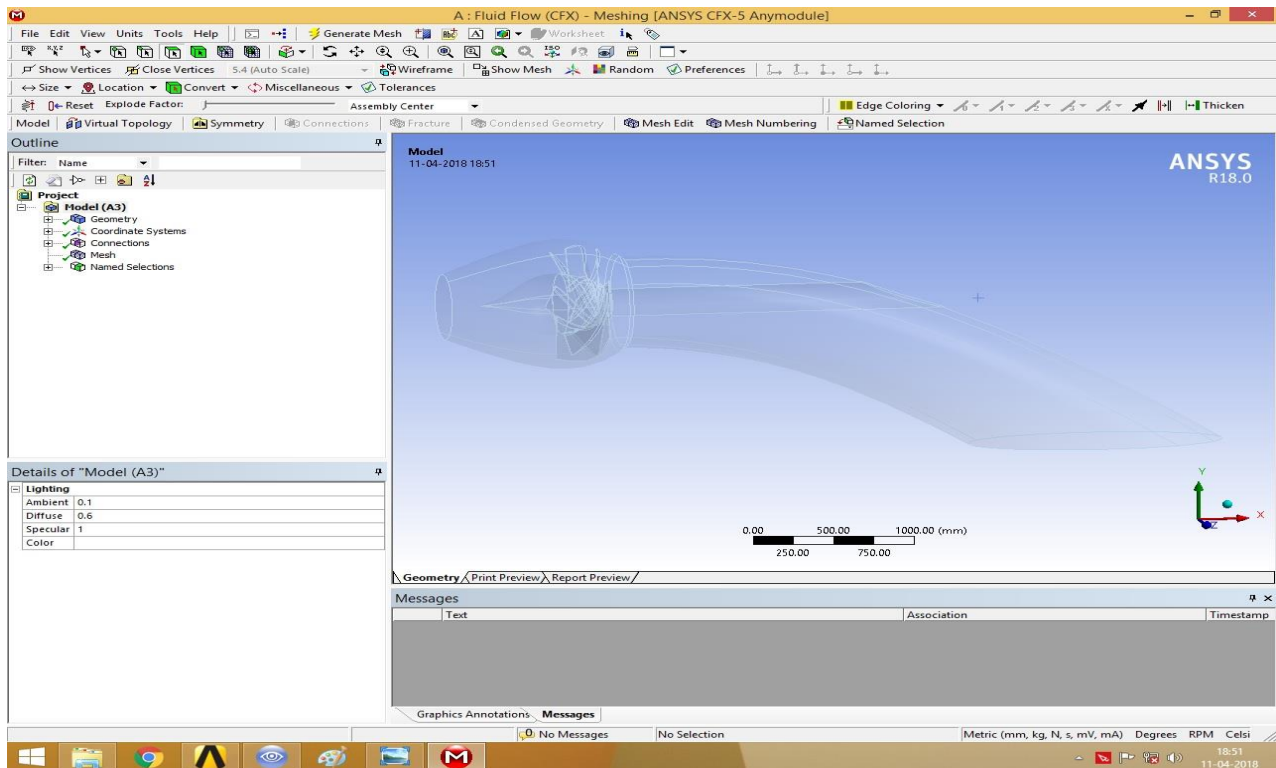 A : Fluid Flow (CFX) - Meshing [ANSYS CFX-5 Anymodule]
File Edit View Units Tools Help Generate Mesh Worksheet
Show Vertices Close Vertices 5.4 (Auto Scale) Wireframe Show Mesh Random Preferences
Size Location Convert Miscellaneous Tolerances
Reset Explode Factor: Assembly Center Edge Coloring Thicken
Model Virtual Topology Symmetry Connections Fracture Condensed Geometry Mesh Edit Mesh Numbering Named Selection
Outline
Filter: Name
Project
Model (A3)
Geometry
Coordinate Systems
Connections
Mesh
Named Selections
Details of "Model (A3)"
Lighting
Ambient 0.1
Diffuse 0.6
Specular 1
Color
Model
11-04-2018 18:51
ANSYS
R18.0
Y
X
Z
0.00 500.00 1000.00 (mm)
250.00 750.00
Geometry Print Preview Report Preview
Messages
Text Association Timestamp
Graphics Annotations Messages
No Messages No Selection Metric (mm, kg, N, s, mV, mA) Degrees RPM Celsi
18:51
11-04-2018